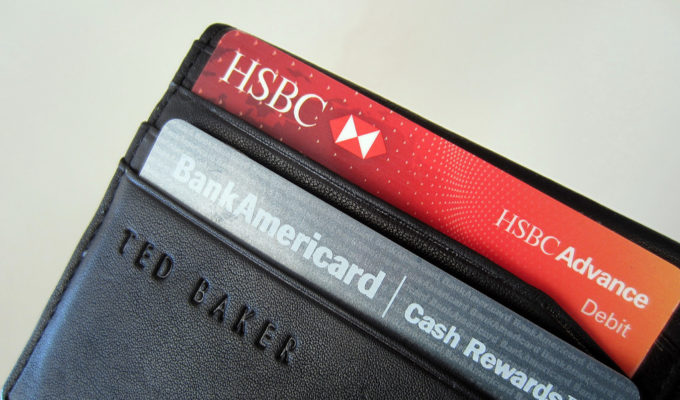 HSBC
HSBC Advance
Debit
BankAmericard | Cash Rewards
TED BAKER